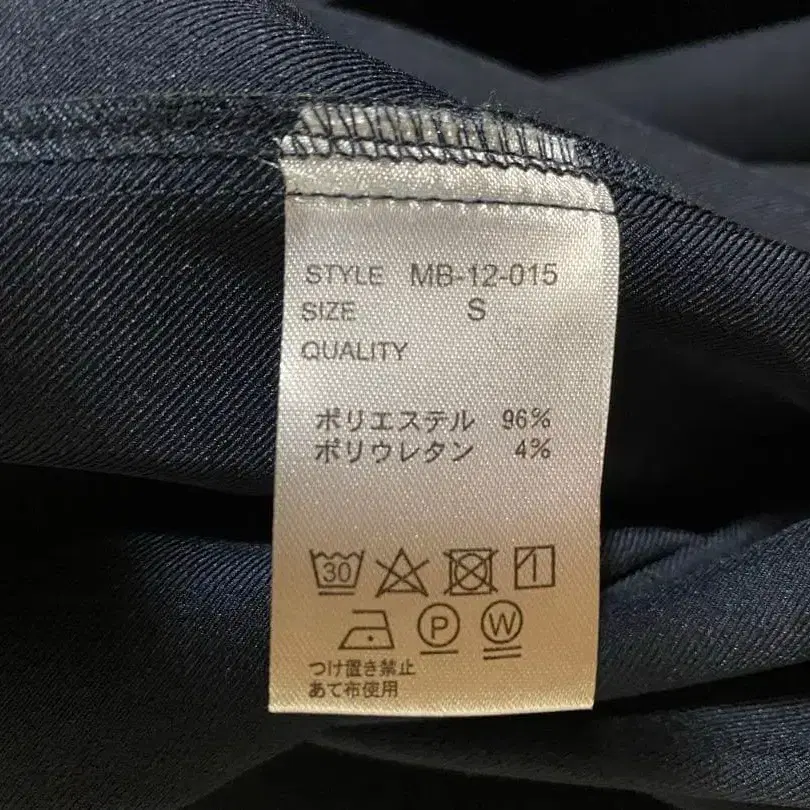 STYLE MB-12-015
SIZE S
QUALITY
ポリエステル 96%
ポリウレタン 4%
30
P W
つけ置き禁止
あて布使用